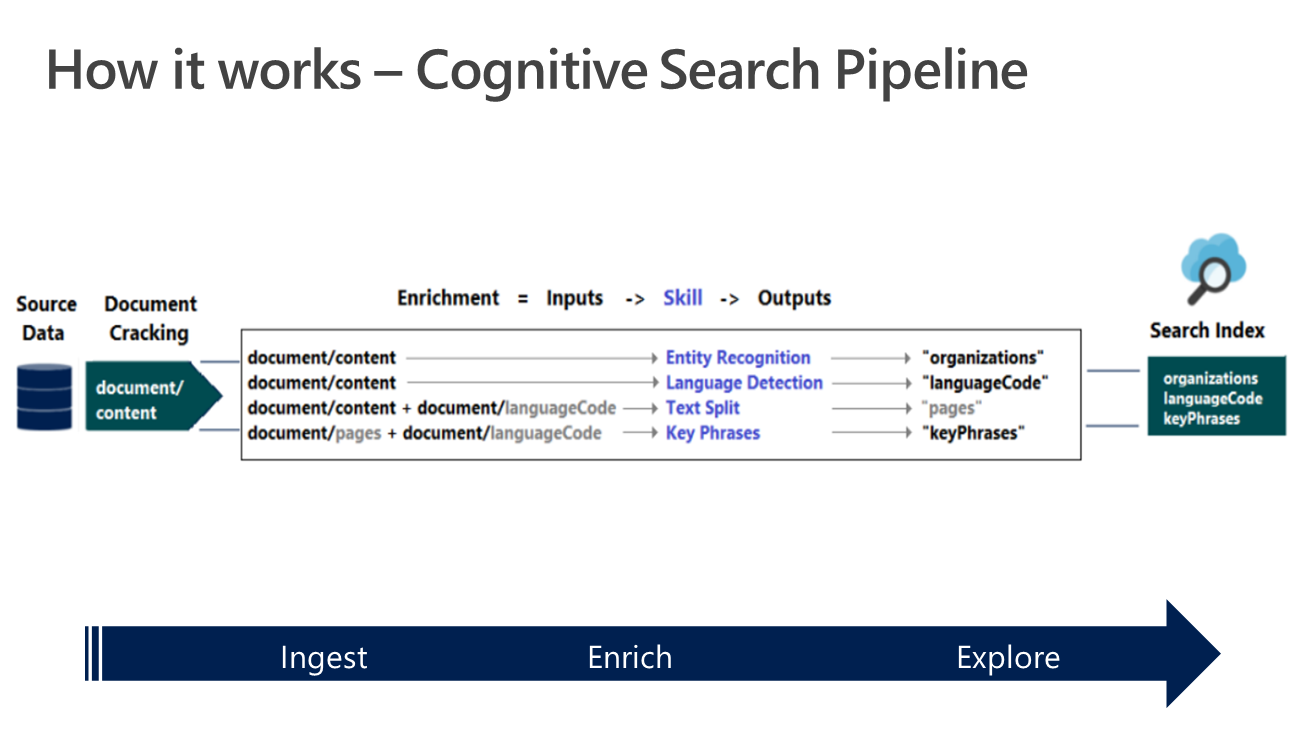 How it works – Cognitive Search Pipeline
Source
Data
Document
Cracking
document/
content
Enrichment = Inputs -> Skill -> Outputs
document/content Entity Recognition "organizations"
document/content Language Detection "languageCode"
document/content + document/languageCode Text Split "pages"
document/pages + document/languageCode Key Phrases "keyPhrases"
Search Index
organizations
languageCode
keyPhrases
Ingest Enrich Explore